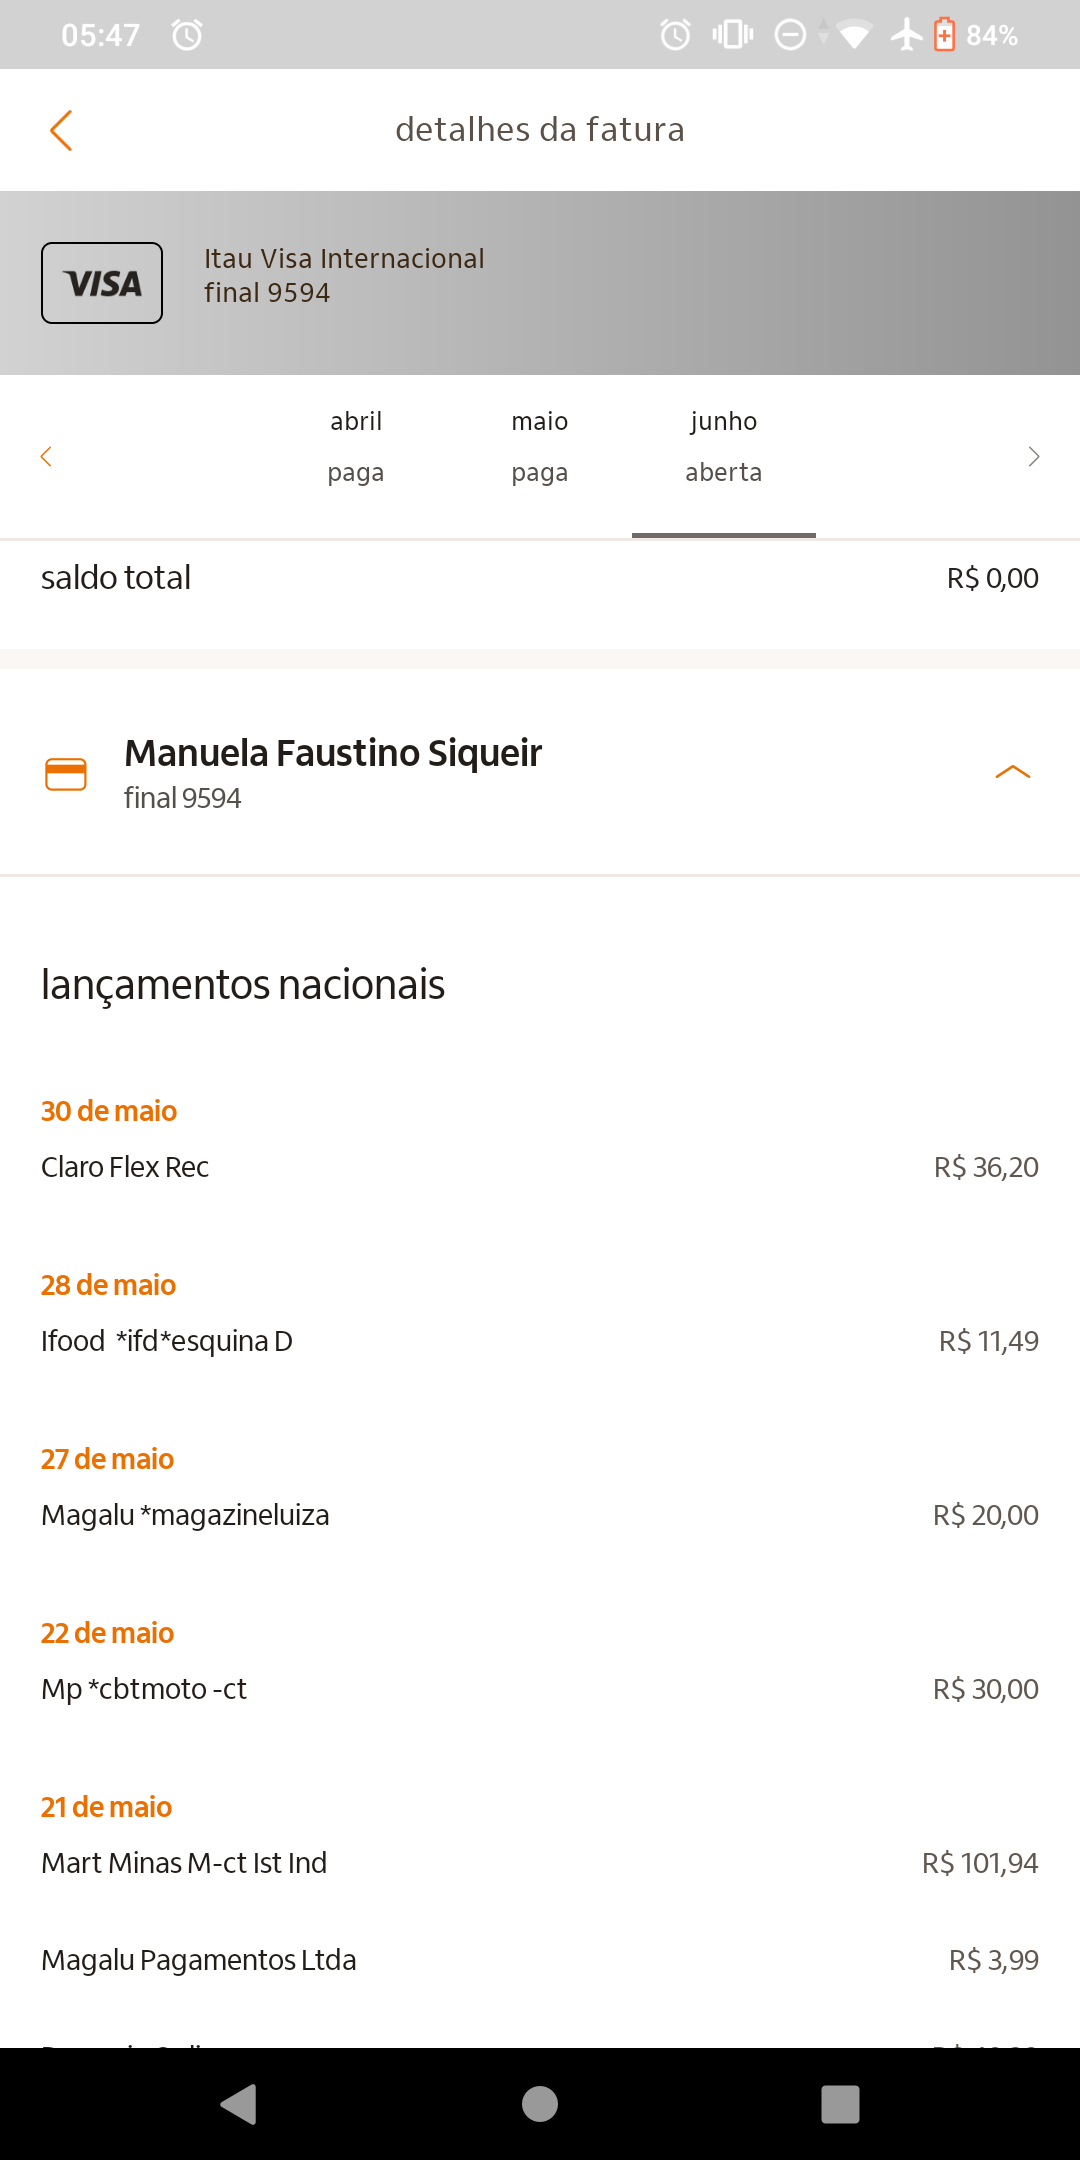 05:47
84%
detalhes da fatura
VISA
Itau Visa Internacional
final 9594
abril
maio
junho
paga
paga
aberta
saldo total
R$ 0,00
Manuela Faustino Siqueir
final 9594
lançamentos nacionais
30 de maio
Claro Flex Rec
R$ 36,20
28 de maio
Ifood  *ifd*esquina D
R$ 11,49
27 de maio
Magalu *magazineluiza
R$ 20,00
22 de maio
Mp *cbtmoto -ct
R$ 30,00
21 de maio
Mart Minas M-ct Ist Ind
R$ 101,94
Magalu Pagamentos Ltda
R$ 3,99